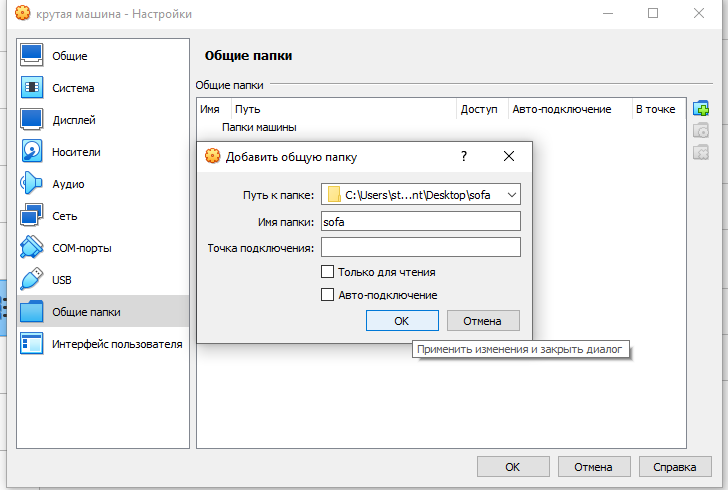 крутая машина - Настройки
Общие
Система
Дисплей
Носители
Аудио
Сеть
COM-порты
USB
Общие папки
Интерфейс пользователя
Общие папки
Общие папки
Имя Путь Доступ Авто-подключение В точке
Папки машины
Добавить общую папку ?
Путь к папке: C:\Users\st...nt\Desktop\sofa
Имя папки: sofa
Точка подключения:
Только для чтения
Авто-подключение
OK Отмена
Применить изменения и закрыть диалог
OK Отмена Справка